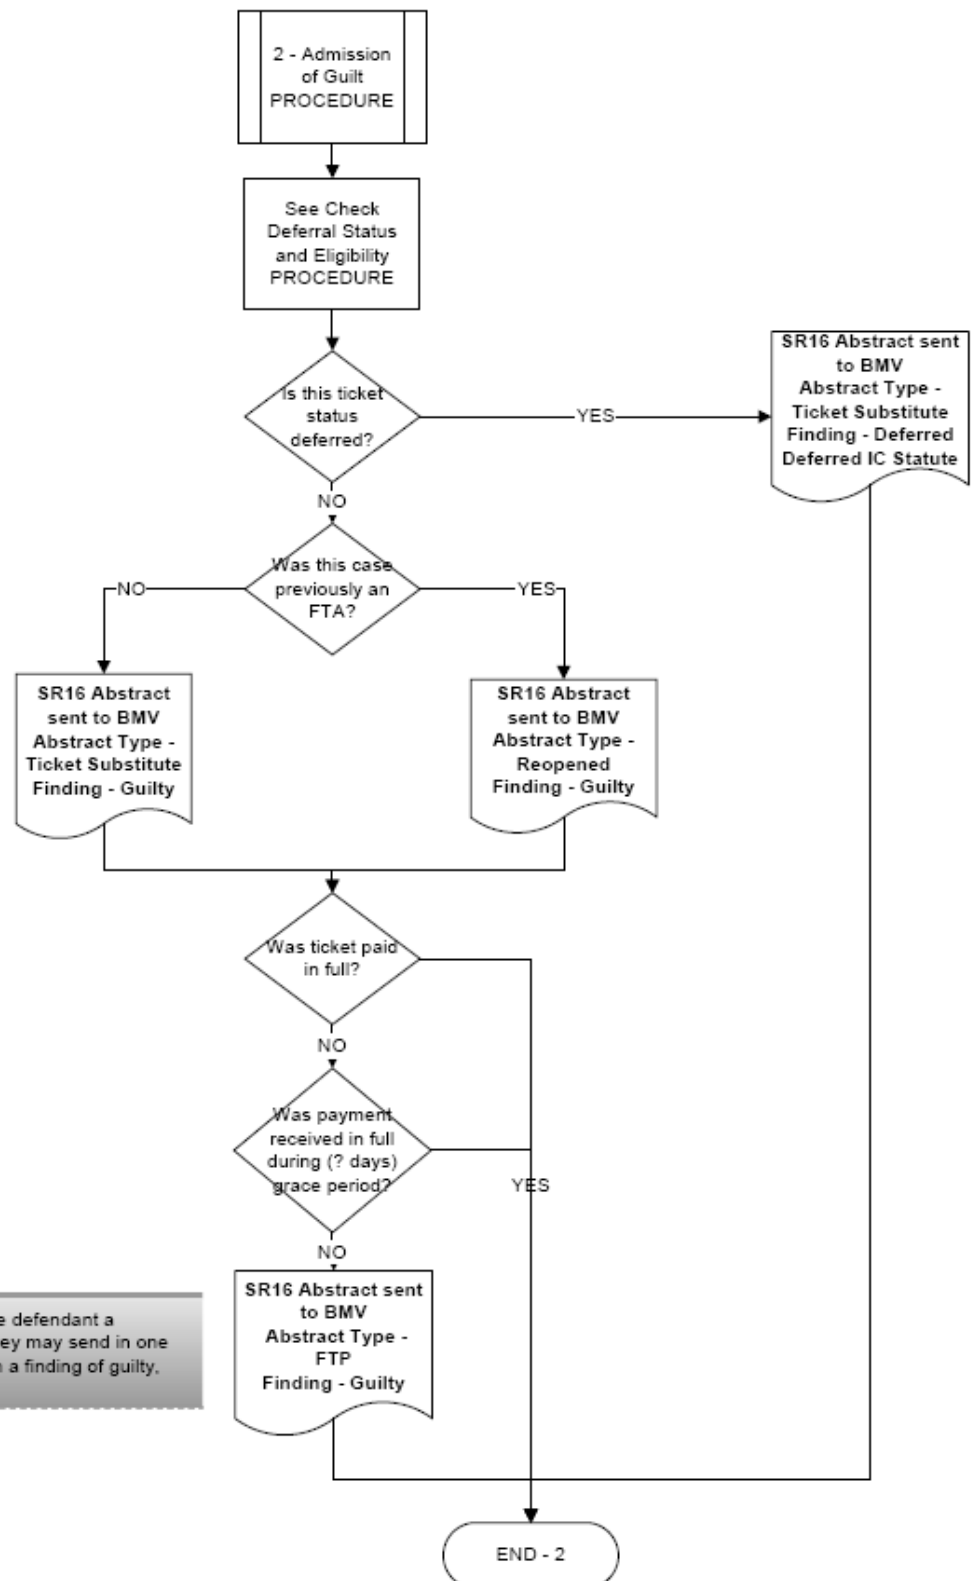 2 - Admission
of Guilt
PROCEDURE
See Check
Deferral Status
and Eligibility
PROCEDURE
Is this ticket
status
deferred?
YES
SR16 Abstract sent
to BMV
Abstract Type -
Ticket Substitute
Finding - Deferred
Deferred IC Statute
NO
Was this case
previously an
FTA?
NO
YES
SR16 Abstract
sent to BMV
Abstract Type -
Ticket Substitute
Finding - Guilty
SR16 Abstract
sent to BMV
Abstract Type -
Reopened
Finding - Guilty
Was ticket paid
in full?
NO
Was payment
received in full
during (? days)
grace period?
YES
NO
SR16 Abstract sent
to BMV
Abstract Type -
FTP
Finding - Guilty
e defendant a
ey may send in one
a finding of guilty,
END - 2